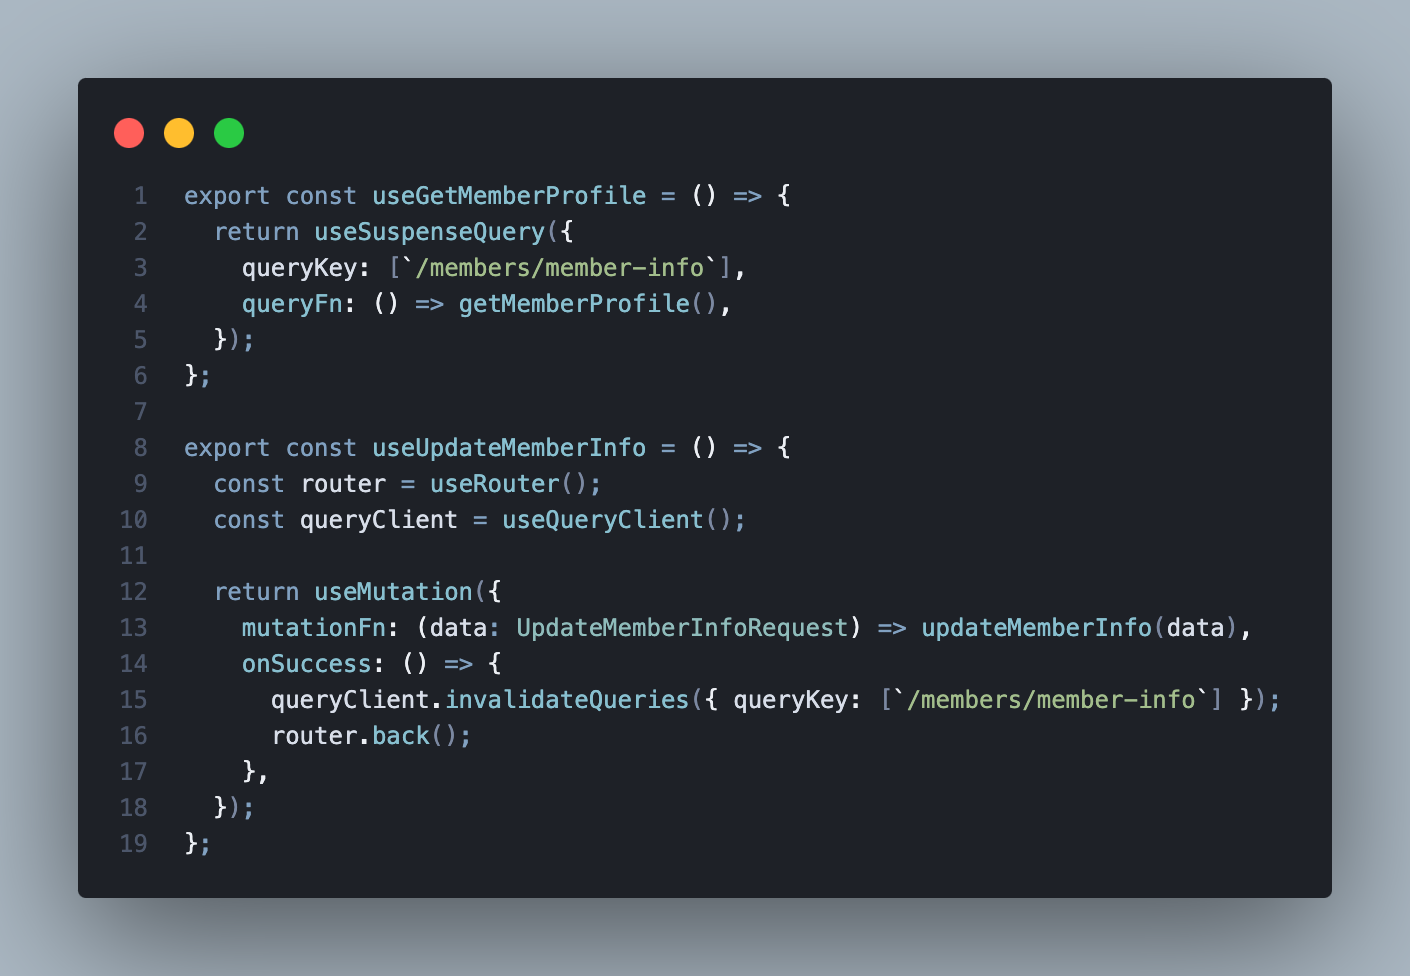 1 export const useGetMemberProfile = () => {
2   return useSuspenseQuery({
3     queryKey: [`/members/member-info`],
4     queryFn: () => getMemberProfile(),
5   });
6 };
7
8 export const useUpdateMemberInfo = () => {
9   const router = useRouter();
10   const queryClient = useQueryClient();
11
12   return useMutation({
13     mutationFn: (data: UpdateMemberInfoRequest) => updateMemberInfo(data),
14     onSuccess: () => {
15       queryClient.invalidateQueries({ queryKey: [`/members/member-info`] });
16       router.back();
17     },
18   });
19 };